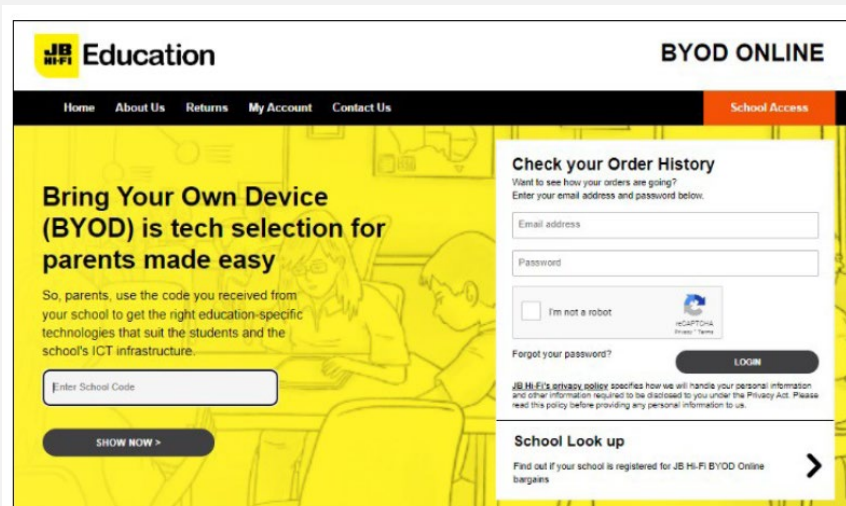 JB HI-FI Education
BYOD ONLINE
Home About Us Returns My Account Contact Us School Access
Bring Your Own Device
(BYOD) is tech selection for
parents made easy
So, parents, use the code you received from
your school to get the right education-specific
technologies that suit the students and the
school's ICT infrastructure.
Enter School Code
SHOW NOW >
Check your Order History
Want to see how your orders are going?
Enter your email address and password below.
Email address
Password
I'm not a robot
reCAPTCHA
Privacy - Terms
Forgot your password?
LOGIN
JB Hi-Fi's privacy policy specifies how we will handle your personal information
and other information required to be disclosed to you under the Privacy Act. Please
read this policy before providing any personal information to us.
School Look up
Find out if your school is registered for JB Hi-Fi BYOD Online
bargains